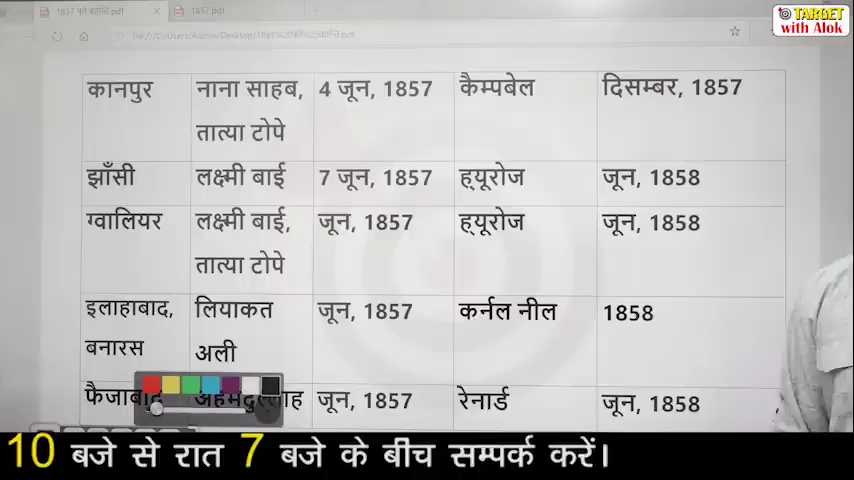 1857 की क्रान्ति.pdf
1857.pdf
TARGET
with Alok
कानपुर नाना साहब, 4 जून, 1857 कैम्पबेल दिसम्बर, 1857
तात्या टोपे
झाँसी लक्ष्मी बाई 7 जून, 1857 ह्यूरोज जून, 1858
ग्वालियर लक्ष्मी बाई, जून, 1857 ह्यूरोज जून, 1858
तात्या टोपे
इलाहाबाद, लियाकत जून, 1857 कर्नल नील 1858
बनारस अली
फैजाबाद अहमदुल्लाह जून, 1857 रेनार्ड जून, 1858
10 बजे से रात 7 बजे के बीच सम्पर्क करें।